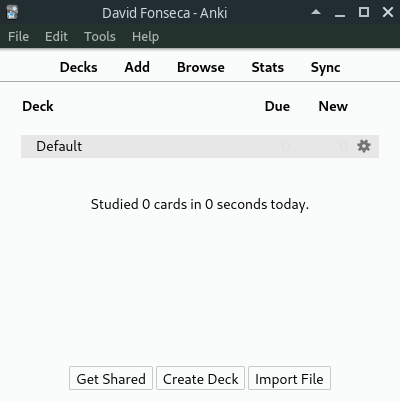 David Fonseca - Anki
File Edit Tools Help
Decks Add Browse Stats Sync
Deck Due New
Default 0 0
Studied 0 cards in 0 seconds today.
Get Shared Create Deck Import File